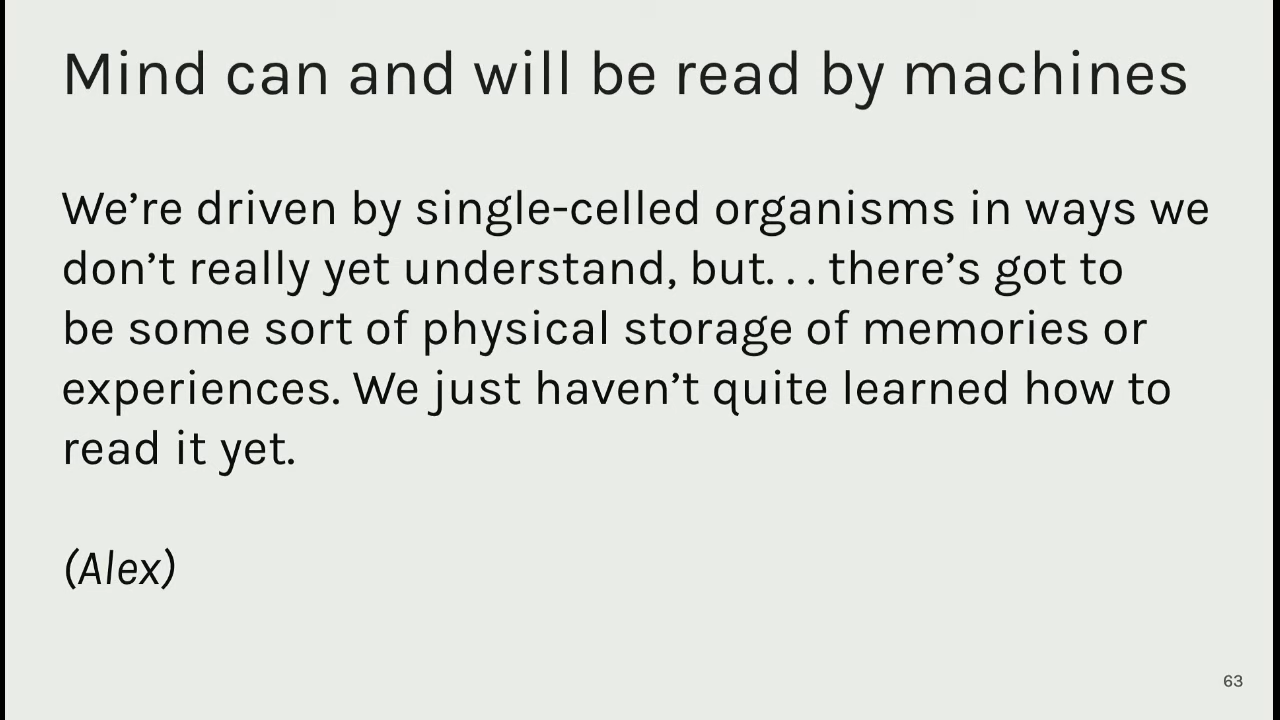 Mind can and will be read by machines
We’re driven by single-celled organisms in ways we
don’t really yet understand, but. . . there’s got to
be some sort of physical storage of memories or
experiences. We just haven’t quite learned how to
read it yet.
(Alex)
63